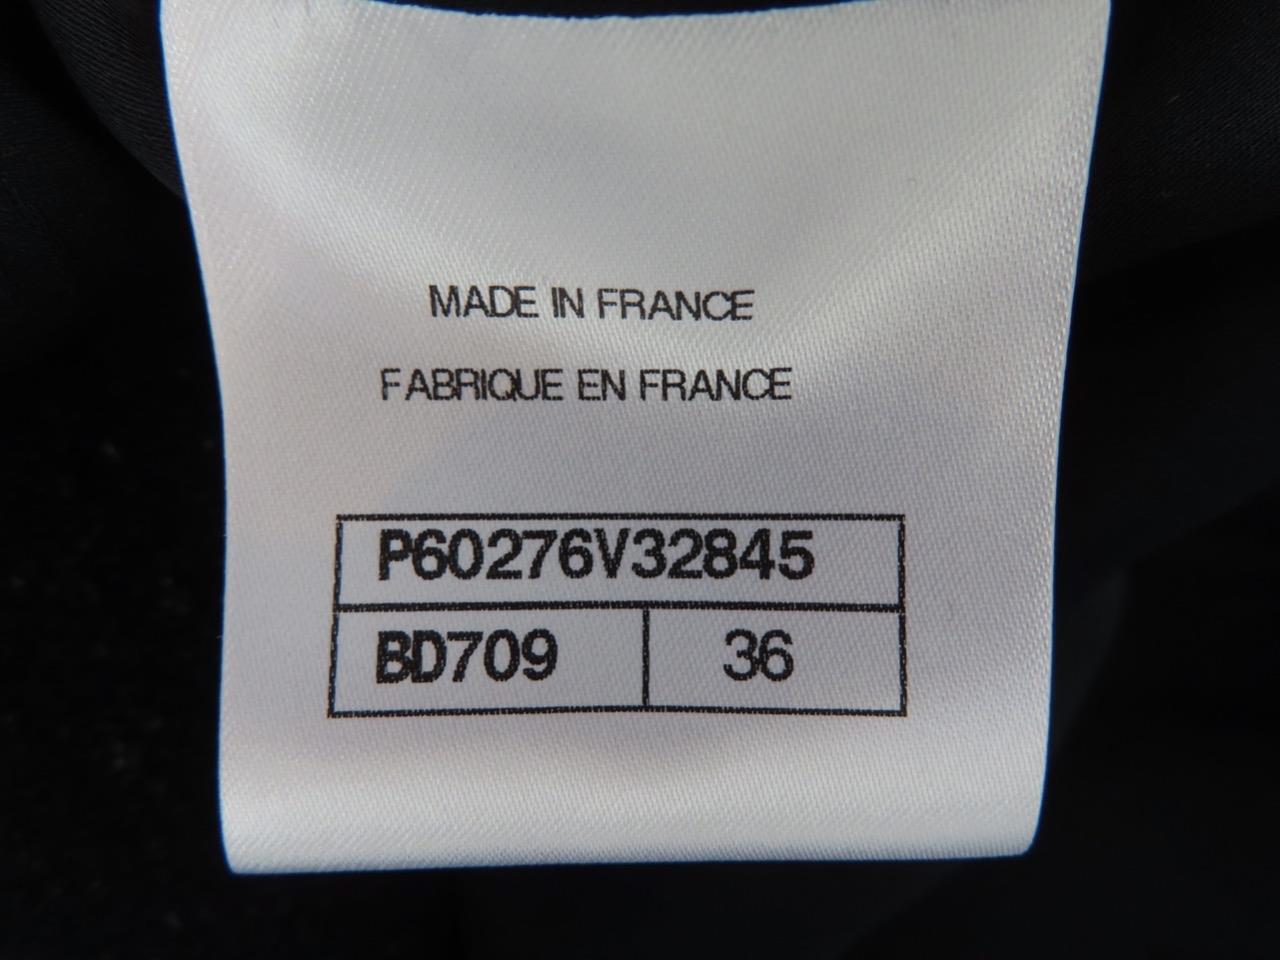 MADE IN FRANCE
FABRIQUE EN FRANCE
P60276V32845
BD709 36